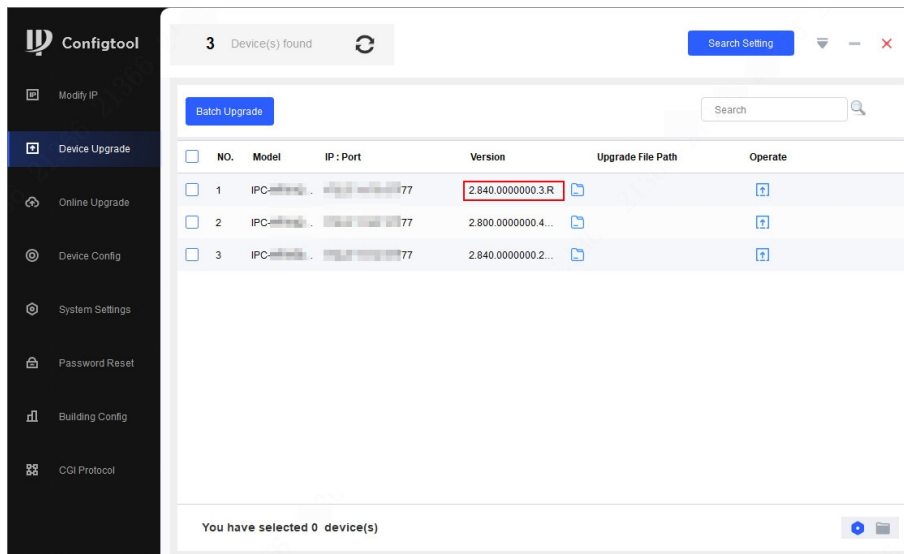 Configtool
3 Device(s) found
Search Setting
Modify IP
Device Upgrade
Online Upgrade
Device Config
System Settings
Password Reset
Building Config
CGI Protocol
Batch Upgrade
Search
NO. Model IP : Port Version Upgrade File Path Operate
1 IPC- . 77 2.840.0000000.3.R
2 IPC- . 77 2.800.0000000.4...
3 IPC- . 77 2.840.0000000.2...
You have selected 0 device(s)